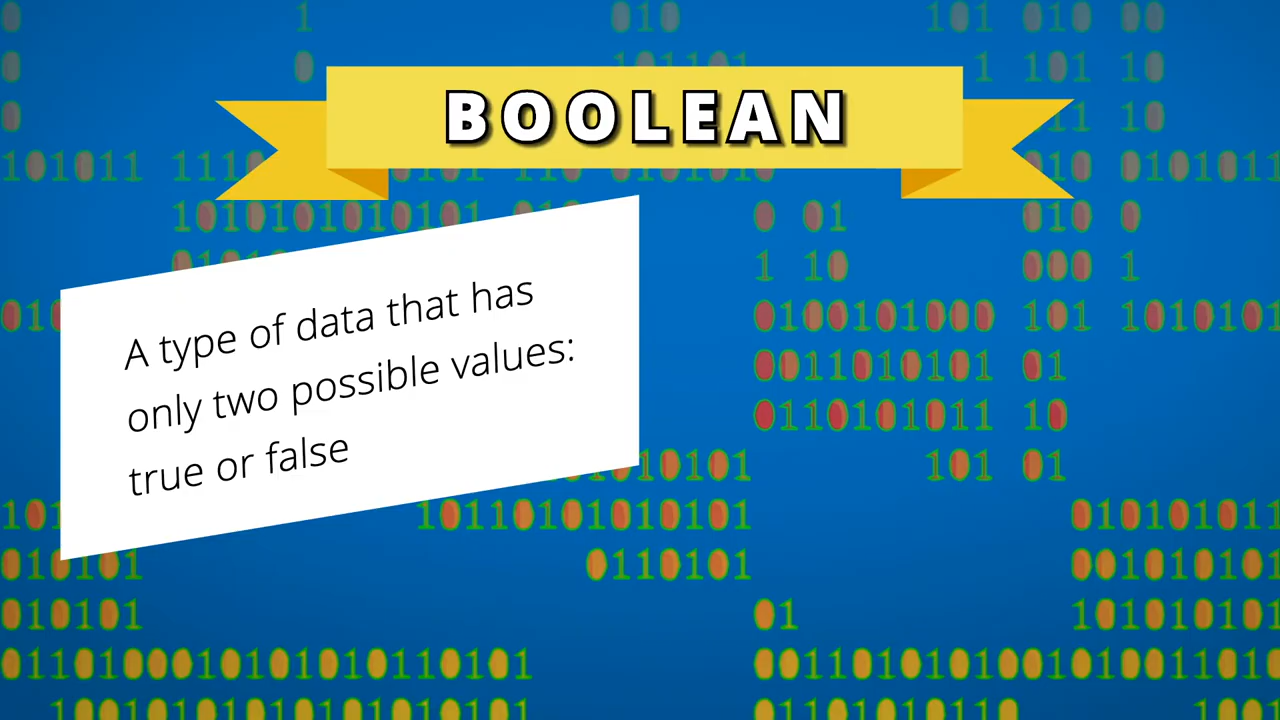 BOOLEAN
A type of data that has
only two possible values:
true or false